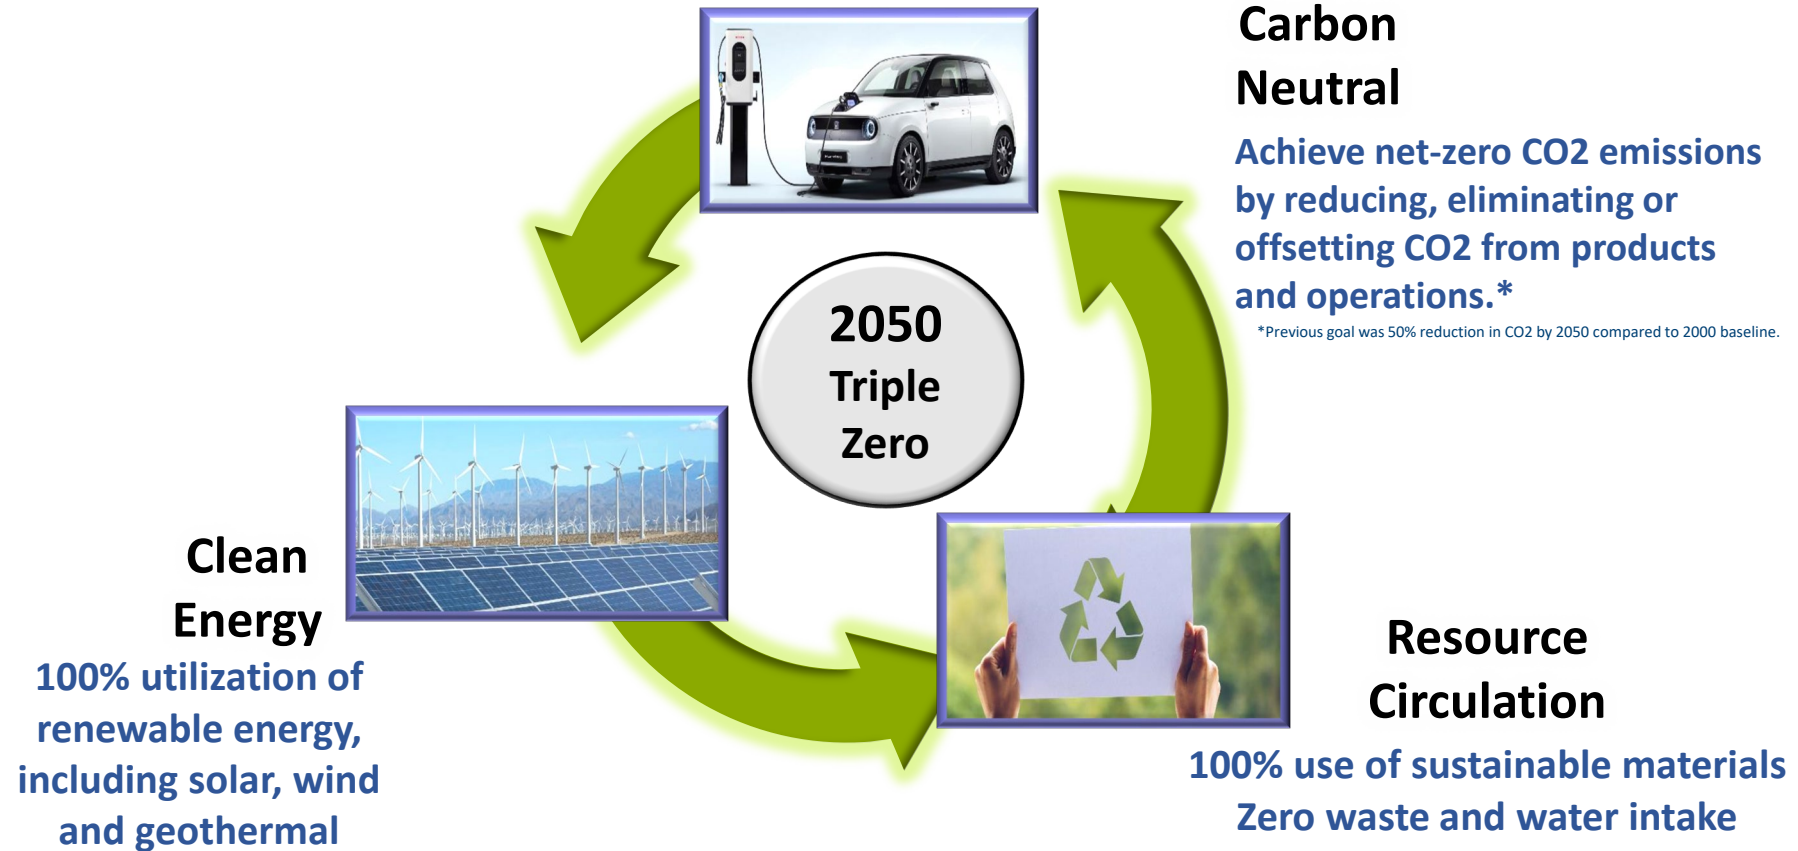 Carbon
Neutral
Achieve net-zero CO2 emissions
by reducing, eliminating or
offsetting CO2 from products
and operations.*
*Previous goal was 50% reduction in CO2 by 2050 compared to 2000 baseline.
2050
Triple
Zero
Clean
Energy
100% utilization of
renewable energy,
including solar, wind
and geothermal
Resource
Circulation
100% use of sustainable materials
Zero waste and water intake